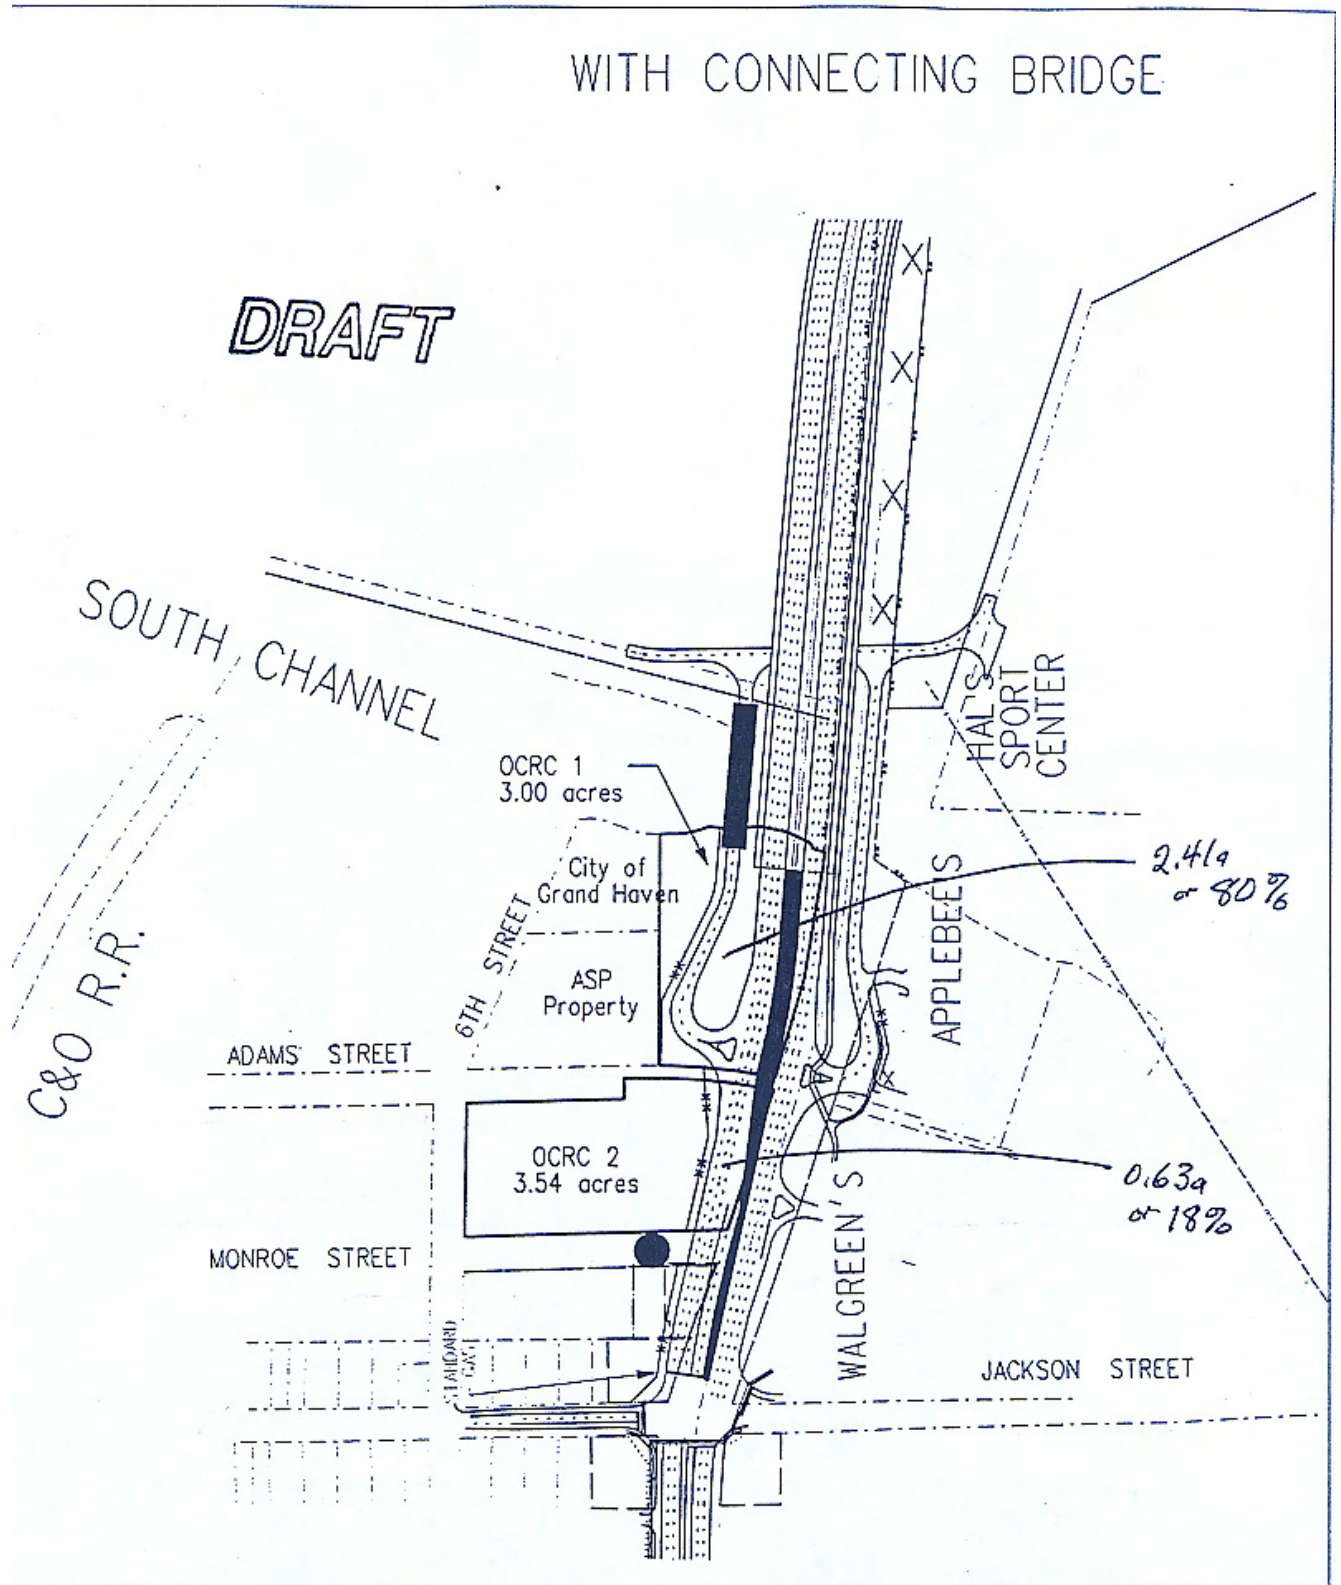 WITH CONNECTING BRIDGE
DRAFT
SOUTH CHANNEL
HAL'S
SPORT
CENTER
OCRC 1
3.00 acres
City of
Grand Haven
2.41a
or 80%
C&O R.R.
6TH STREET
ASP
Property
APPLEBEES
ADAMS STREET
OCRC 2
3.54 acres
0.63a
or 18%
MONROE STREET
WALGREEN'S
JACKSON STREET